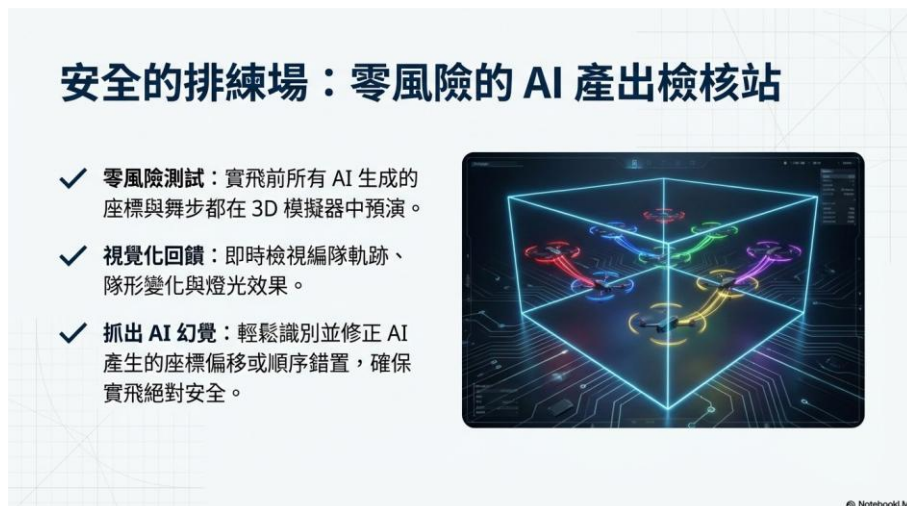 安全的排練場：零風險的 AI 產出檢核站
零風險測試：實飛前所有 AI 生成的
座標與舞步都在 3D 模擬器中預演。
視覺化回饋：即時檢視編隊軌跡、
隊形變化與燈光效果。
抓出 AI 幻覺：輕鬆識別並修正 AI
產生的座標偏移或順序錯置，確保
實飛絕對安全。
NotebookLM